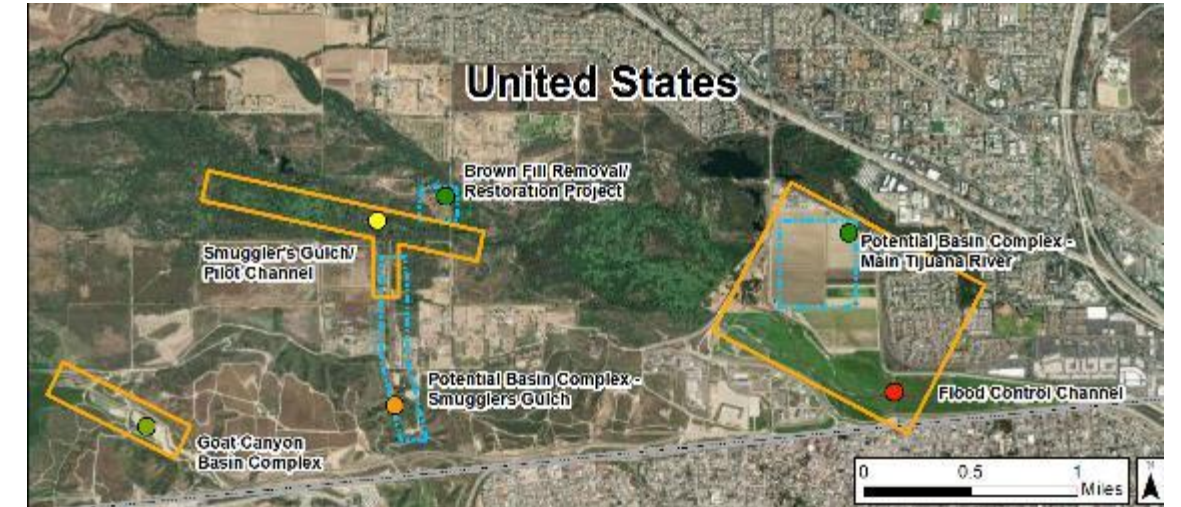 United States
Brown Fill Removal/
Restoration Project
Smuggler's Gulch/
Pilot Channel
Potential Basin Complex -
Main Tijuana River
Potential Basin Complex -
Smugglers Gulch
Flood Control Channel
Goat Canyon
Basin Complex
0 0.5 1
Miles
N